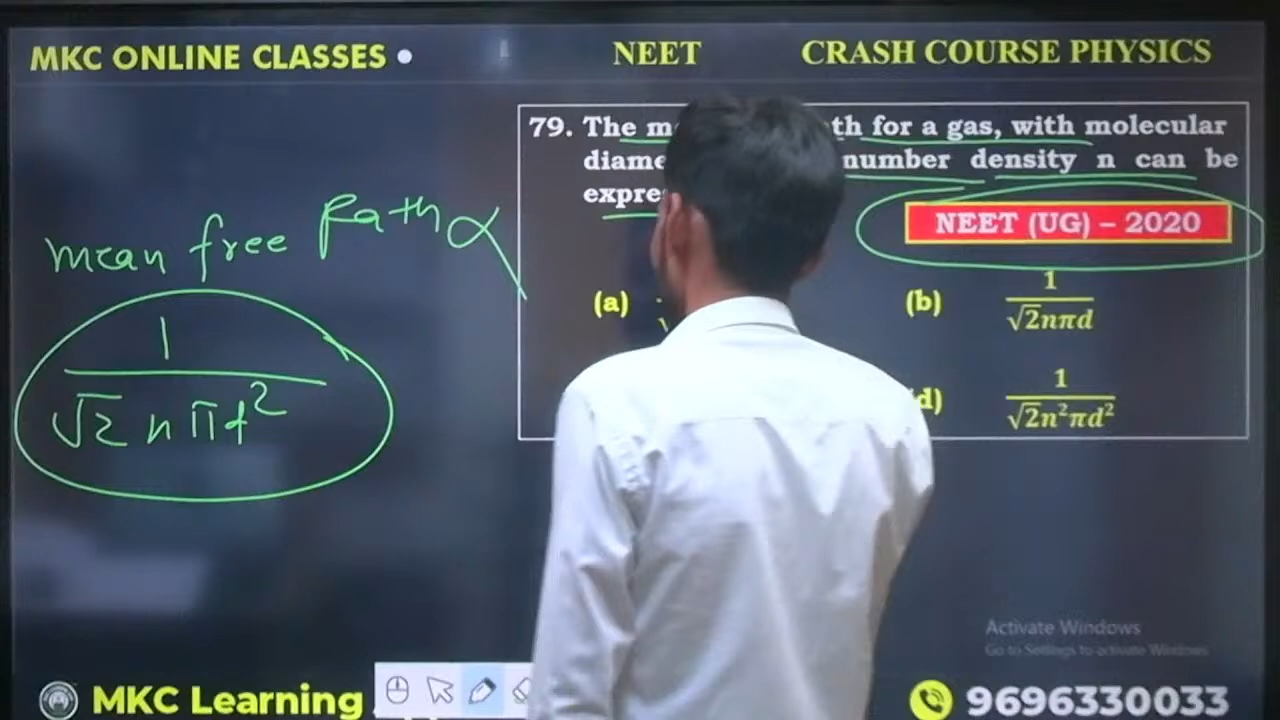 MKC ONLINE CLASSES • NEET CRASH COURSE PHYSICS
79. The m th for a gas, with molecular
diame number density n can be
expre
NEET (UG) – 2020
(a) (b) 1/√2nπd
d) 1/√2n²πd²
mean free Path α
1/√2 n π d²
Activate Windows
Go to Settings to activate Windows
MKC Learning 9696330033